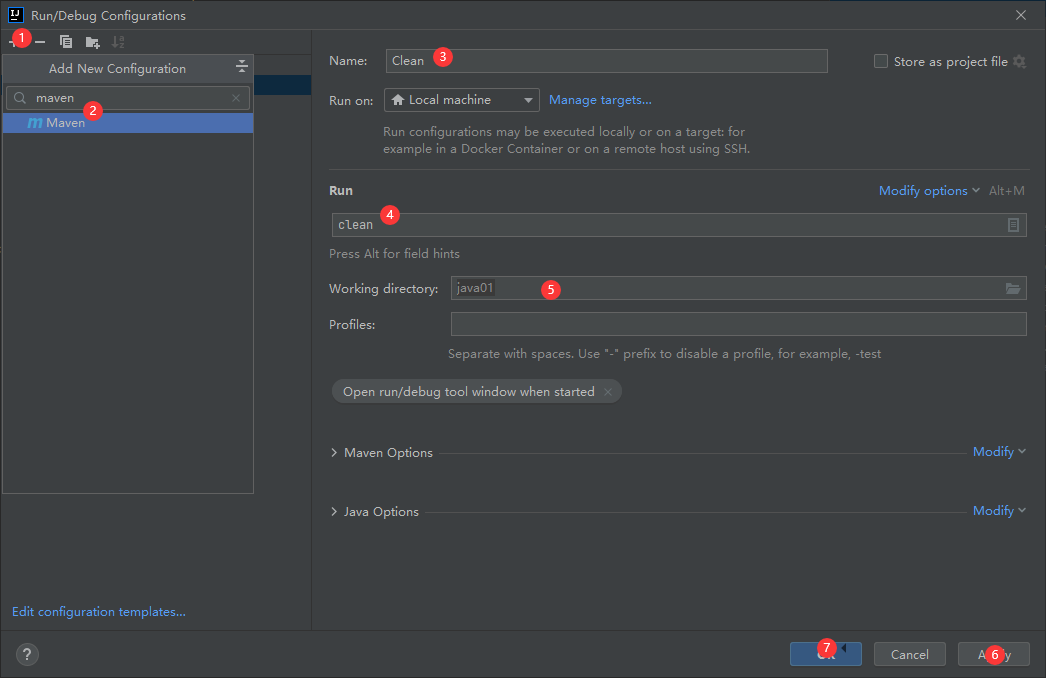 Run/Debug Configurations
1
Add New Configuration
maven
2
Maven
Name:
Clean
3
Store as project file
Run on:
Local machine
Manage targets...
Run configurations may be executed locally or on a target: for
example in a Docker Container or on a remote host using SSH.
Run
Modify options
Alt+M
clean
4
Press Alt for field hints
Working directory:
java01
5
Profiles:
Separate with spaces. Use "-" prefix to disable a profile, for example, -test
Open run/debug tool window when started
Maven Options
Modify
Java Options
Modify
Edit configuration templates...
?
7
Cancel
6